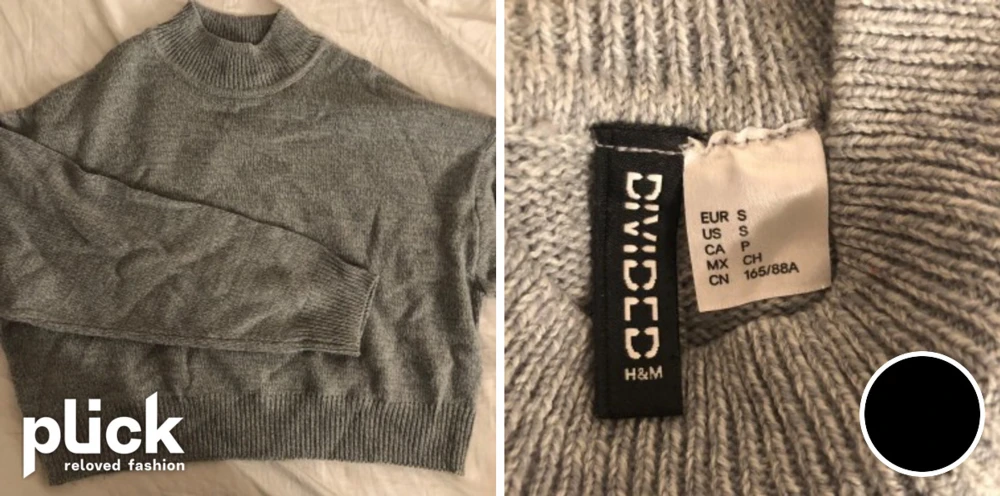 plick
reloved fashion
DIVIDED
H&M
EUR S
US S
CA P
MX CH
CN 165/88A